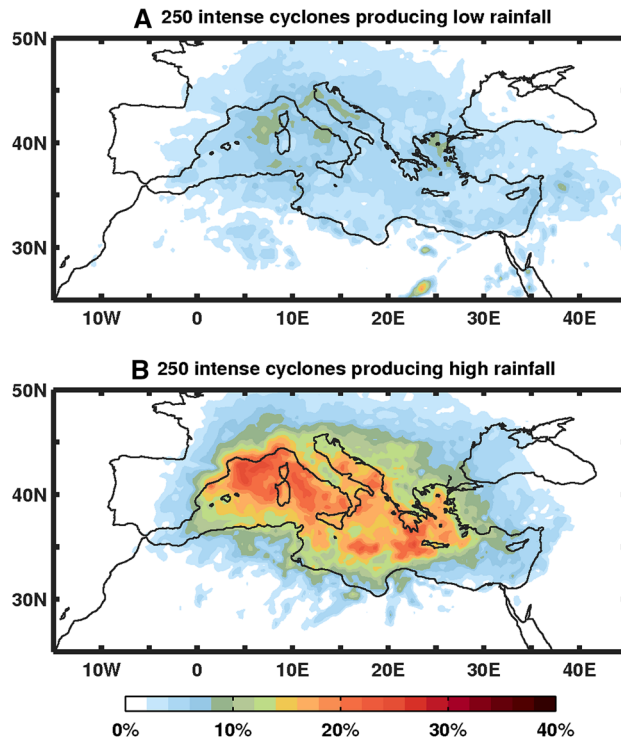 A 250 intense cyclones producing low rainfall
50N
40N
30N
10W 0 10E 20E 30E 40E
B 250 intense cyclones producing high rainfall
50N
40N
30N
10W 0 10E 20E 30E 40E
0% 10% 20% 30% 40%